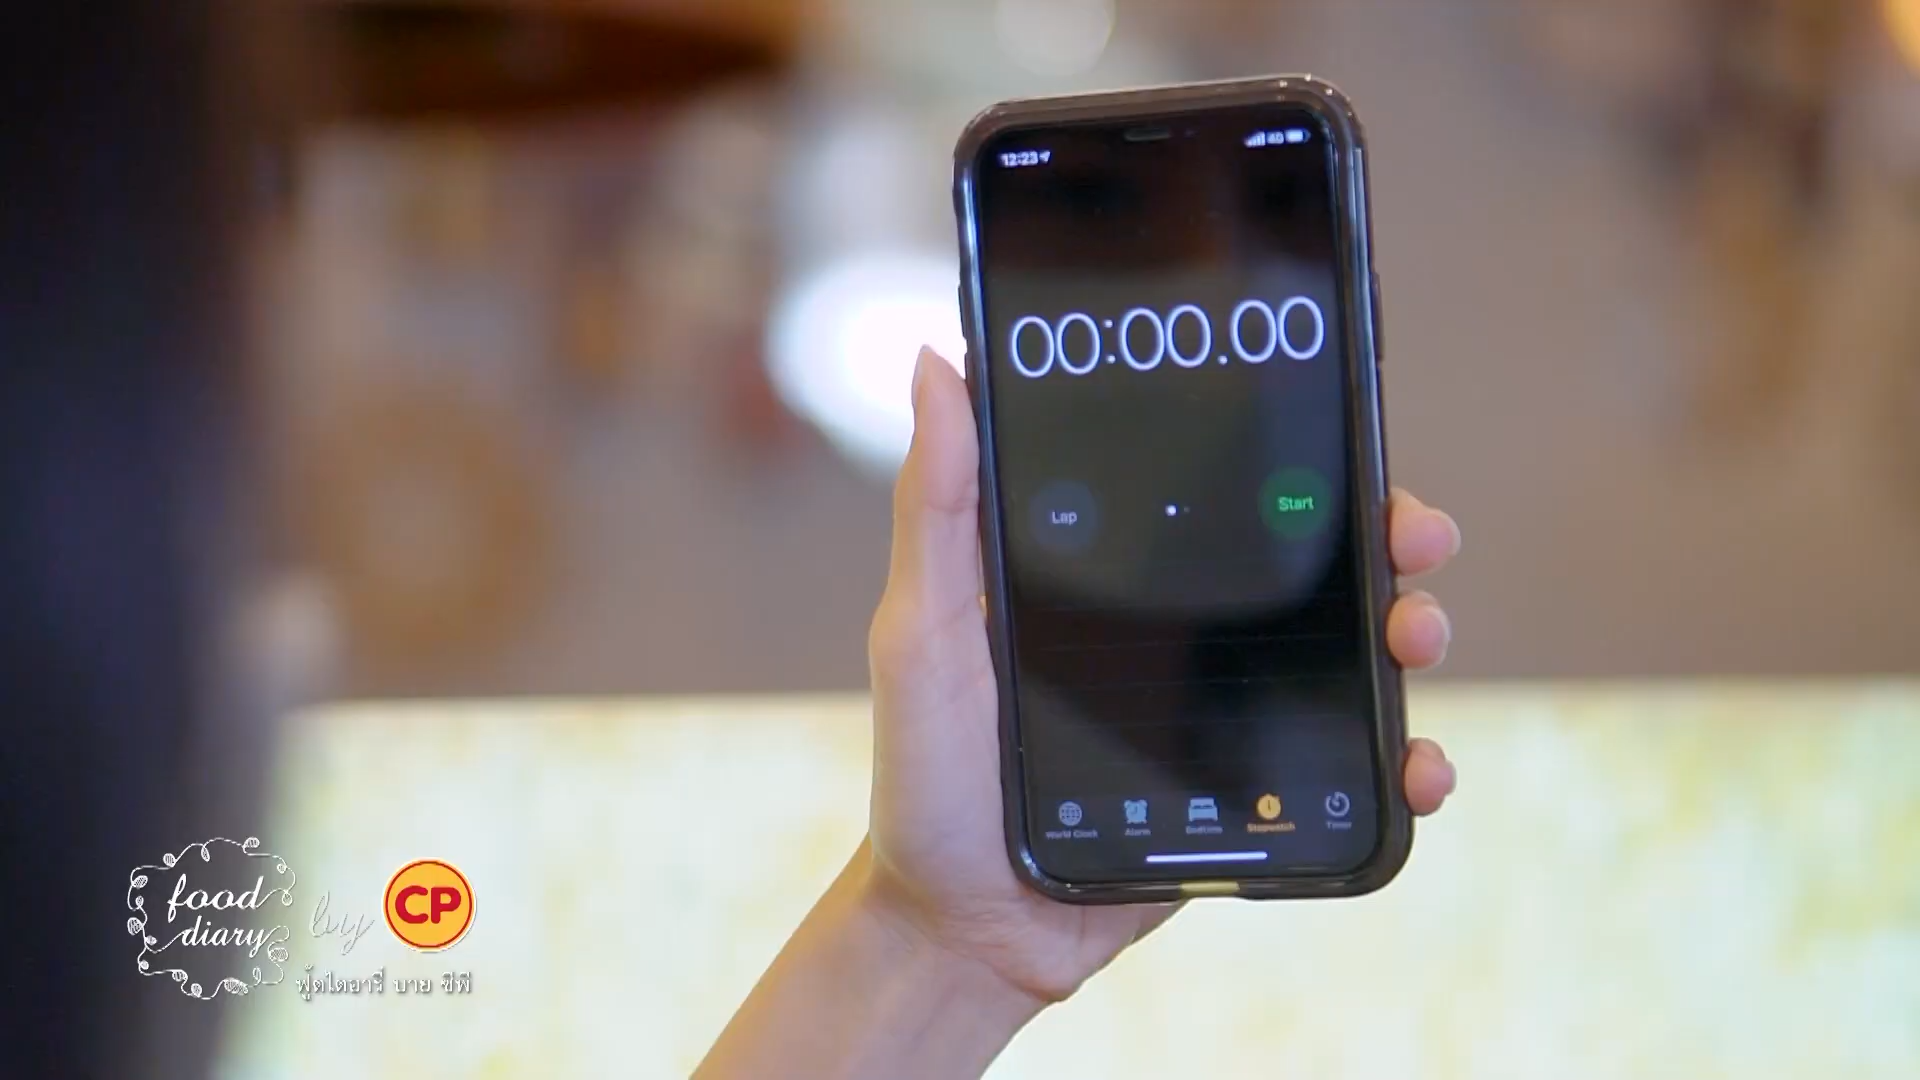 12:23
4G
00:00.00
Lap
Start
World Clock
Alarm
Bedtime
Stopwatch
Timer
food
diary
by
CP
ฟู้ดไดอารี่ บาย ซีพี